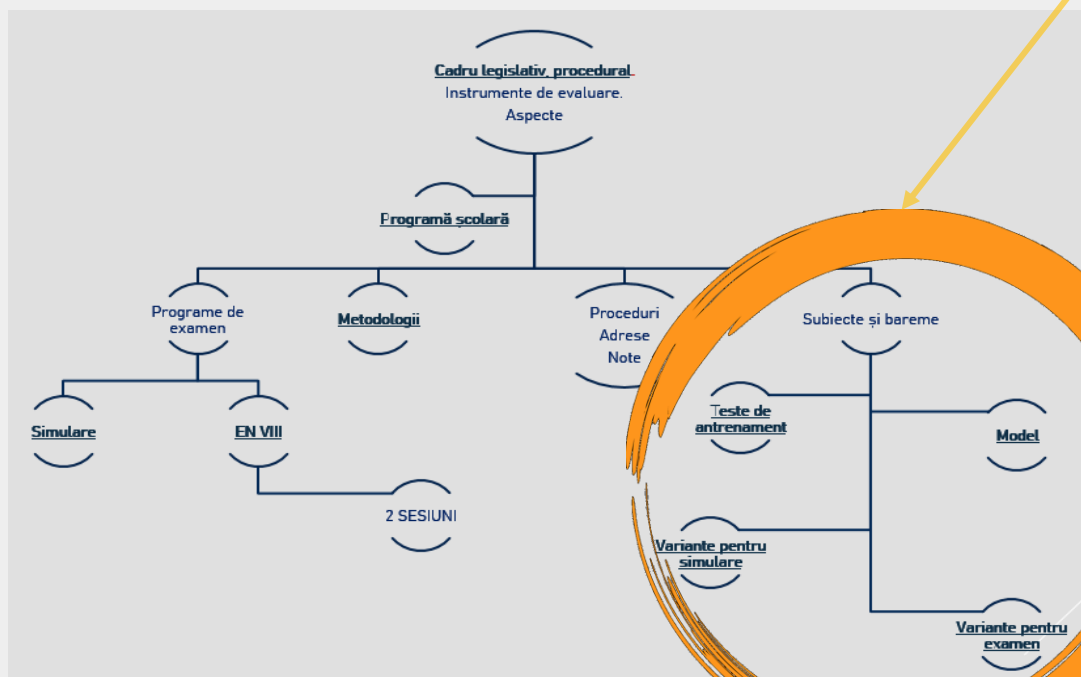 Cadru legislativ, procedural.
Instrumente de evaluare.
Aspecte
Programă școlară
Programe de
examen
Metodologii
Proceduri
Adrese
Note
Subiecte și bareme
Simulare
EN VIII
2 SESIUNI
Teste de
antrenament
Model
Variante pentru
simulare
Variante pentru
examen